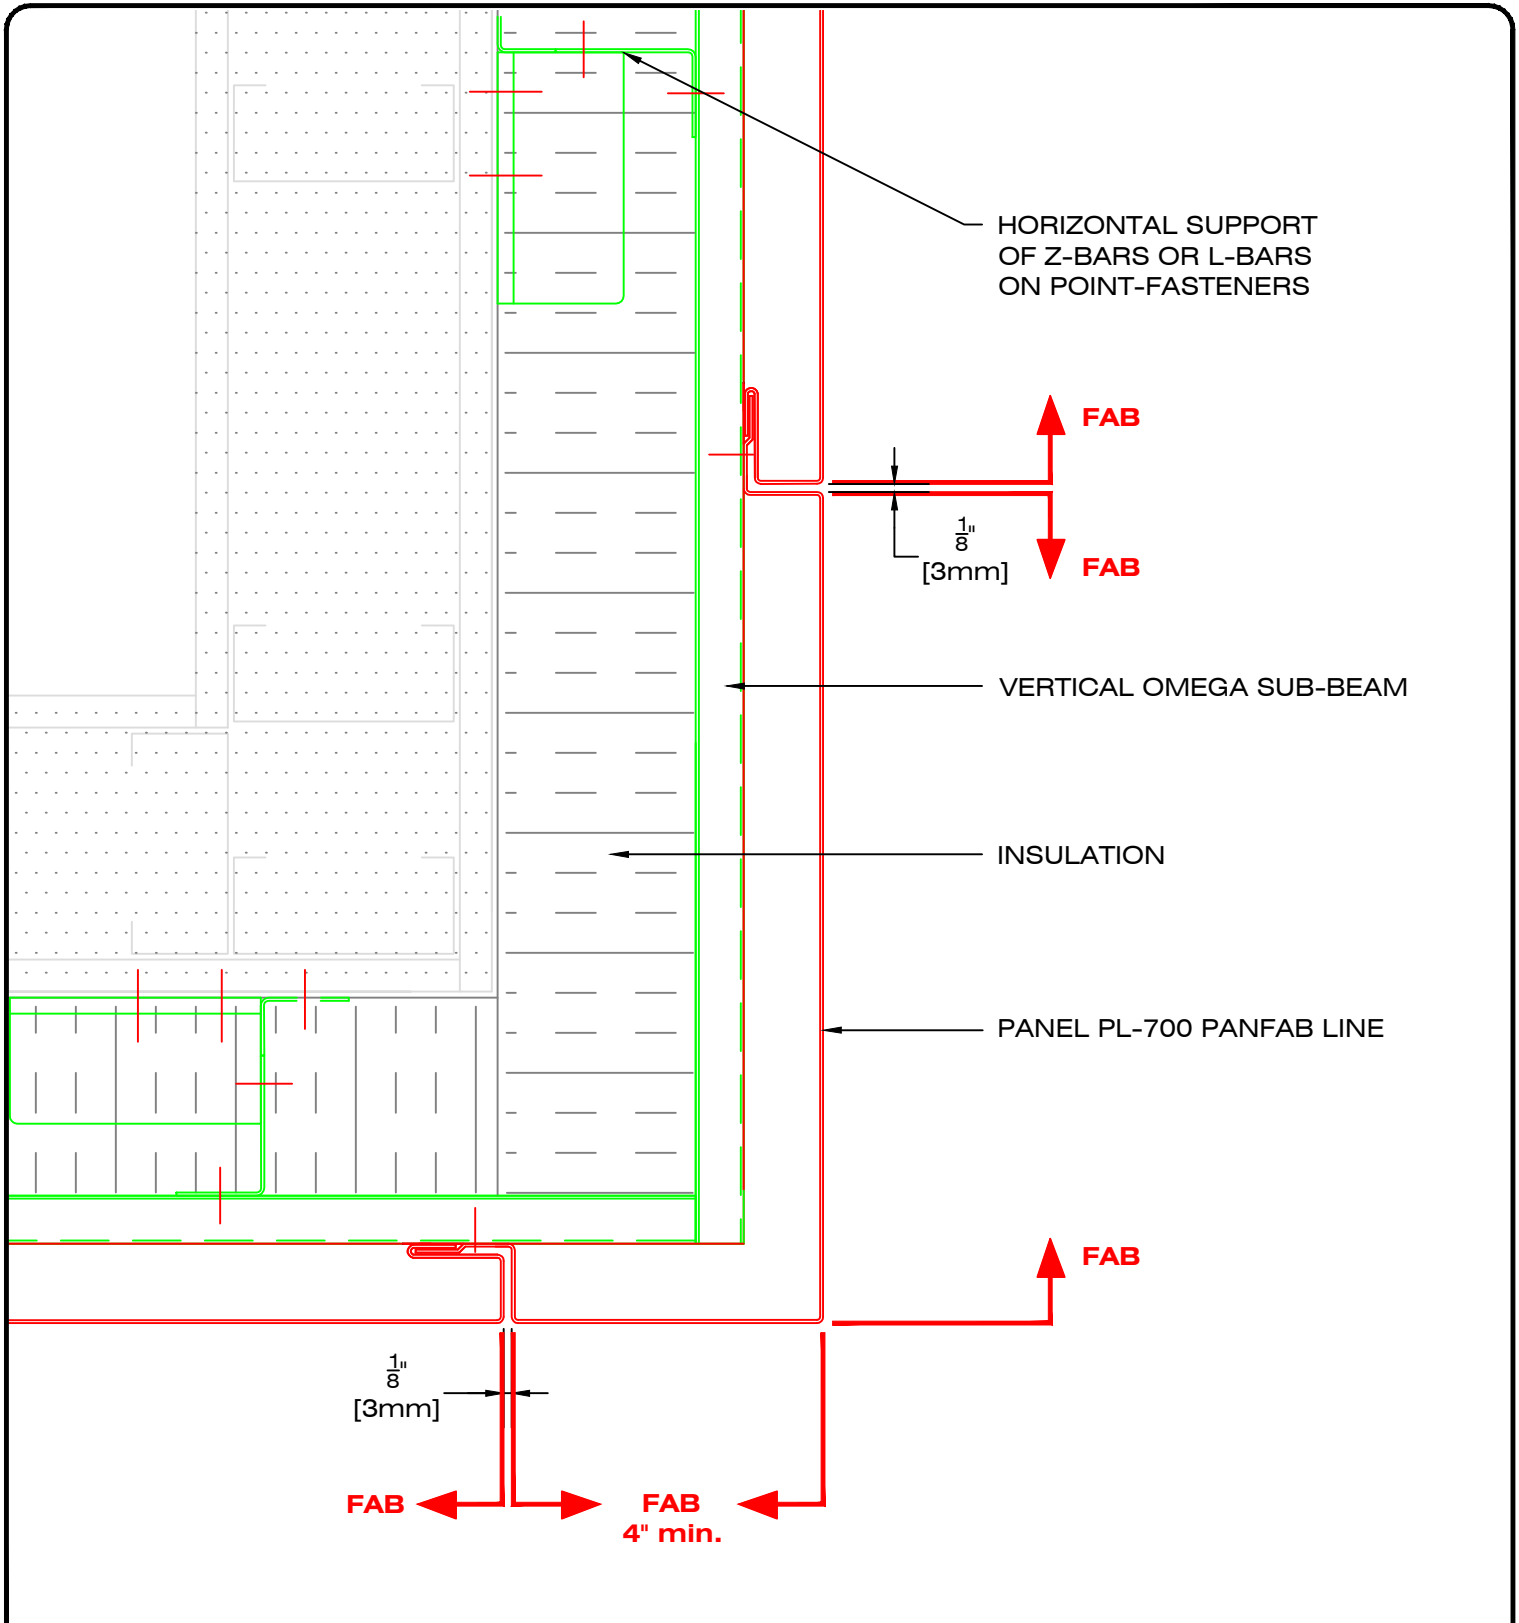 HORIZONTAL SUPPORT
OF Z-BARS OR L-BARS
ON POINT-FASTENERS
FAB
1/8"
[3mm]
FAB
VERTICAL OMEGA SUB-BEAM
INSULATION
PANEL PL-700 PANFAB LINE
FAB
1/8"
[3mm]
FAB
FAB
4" min.